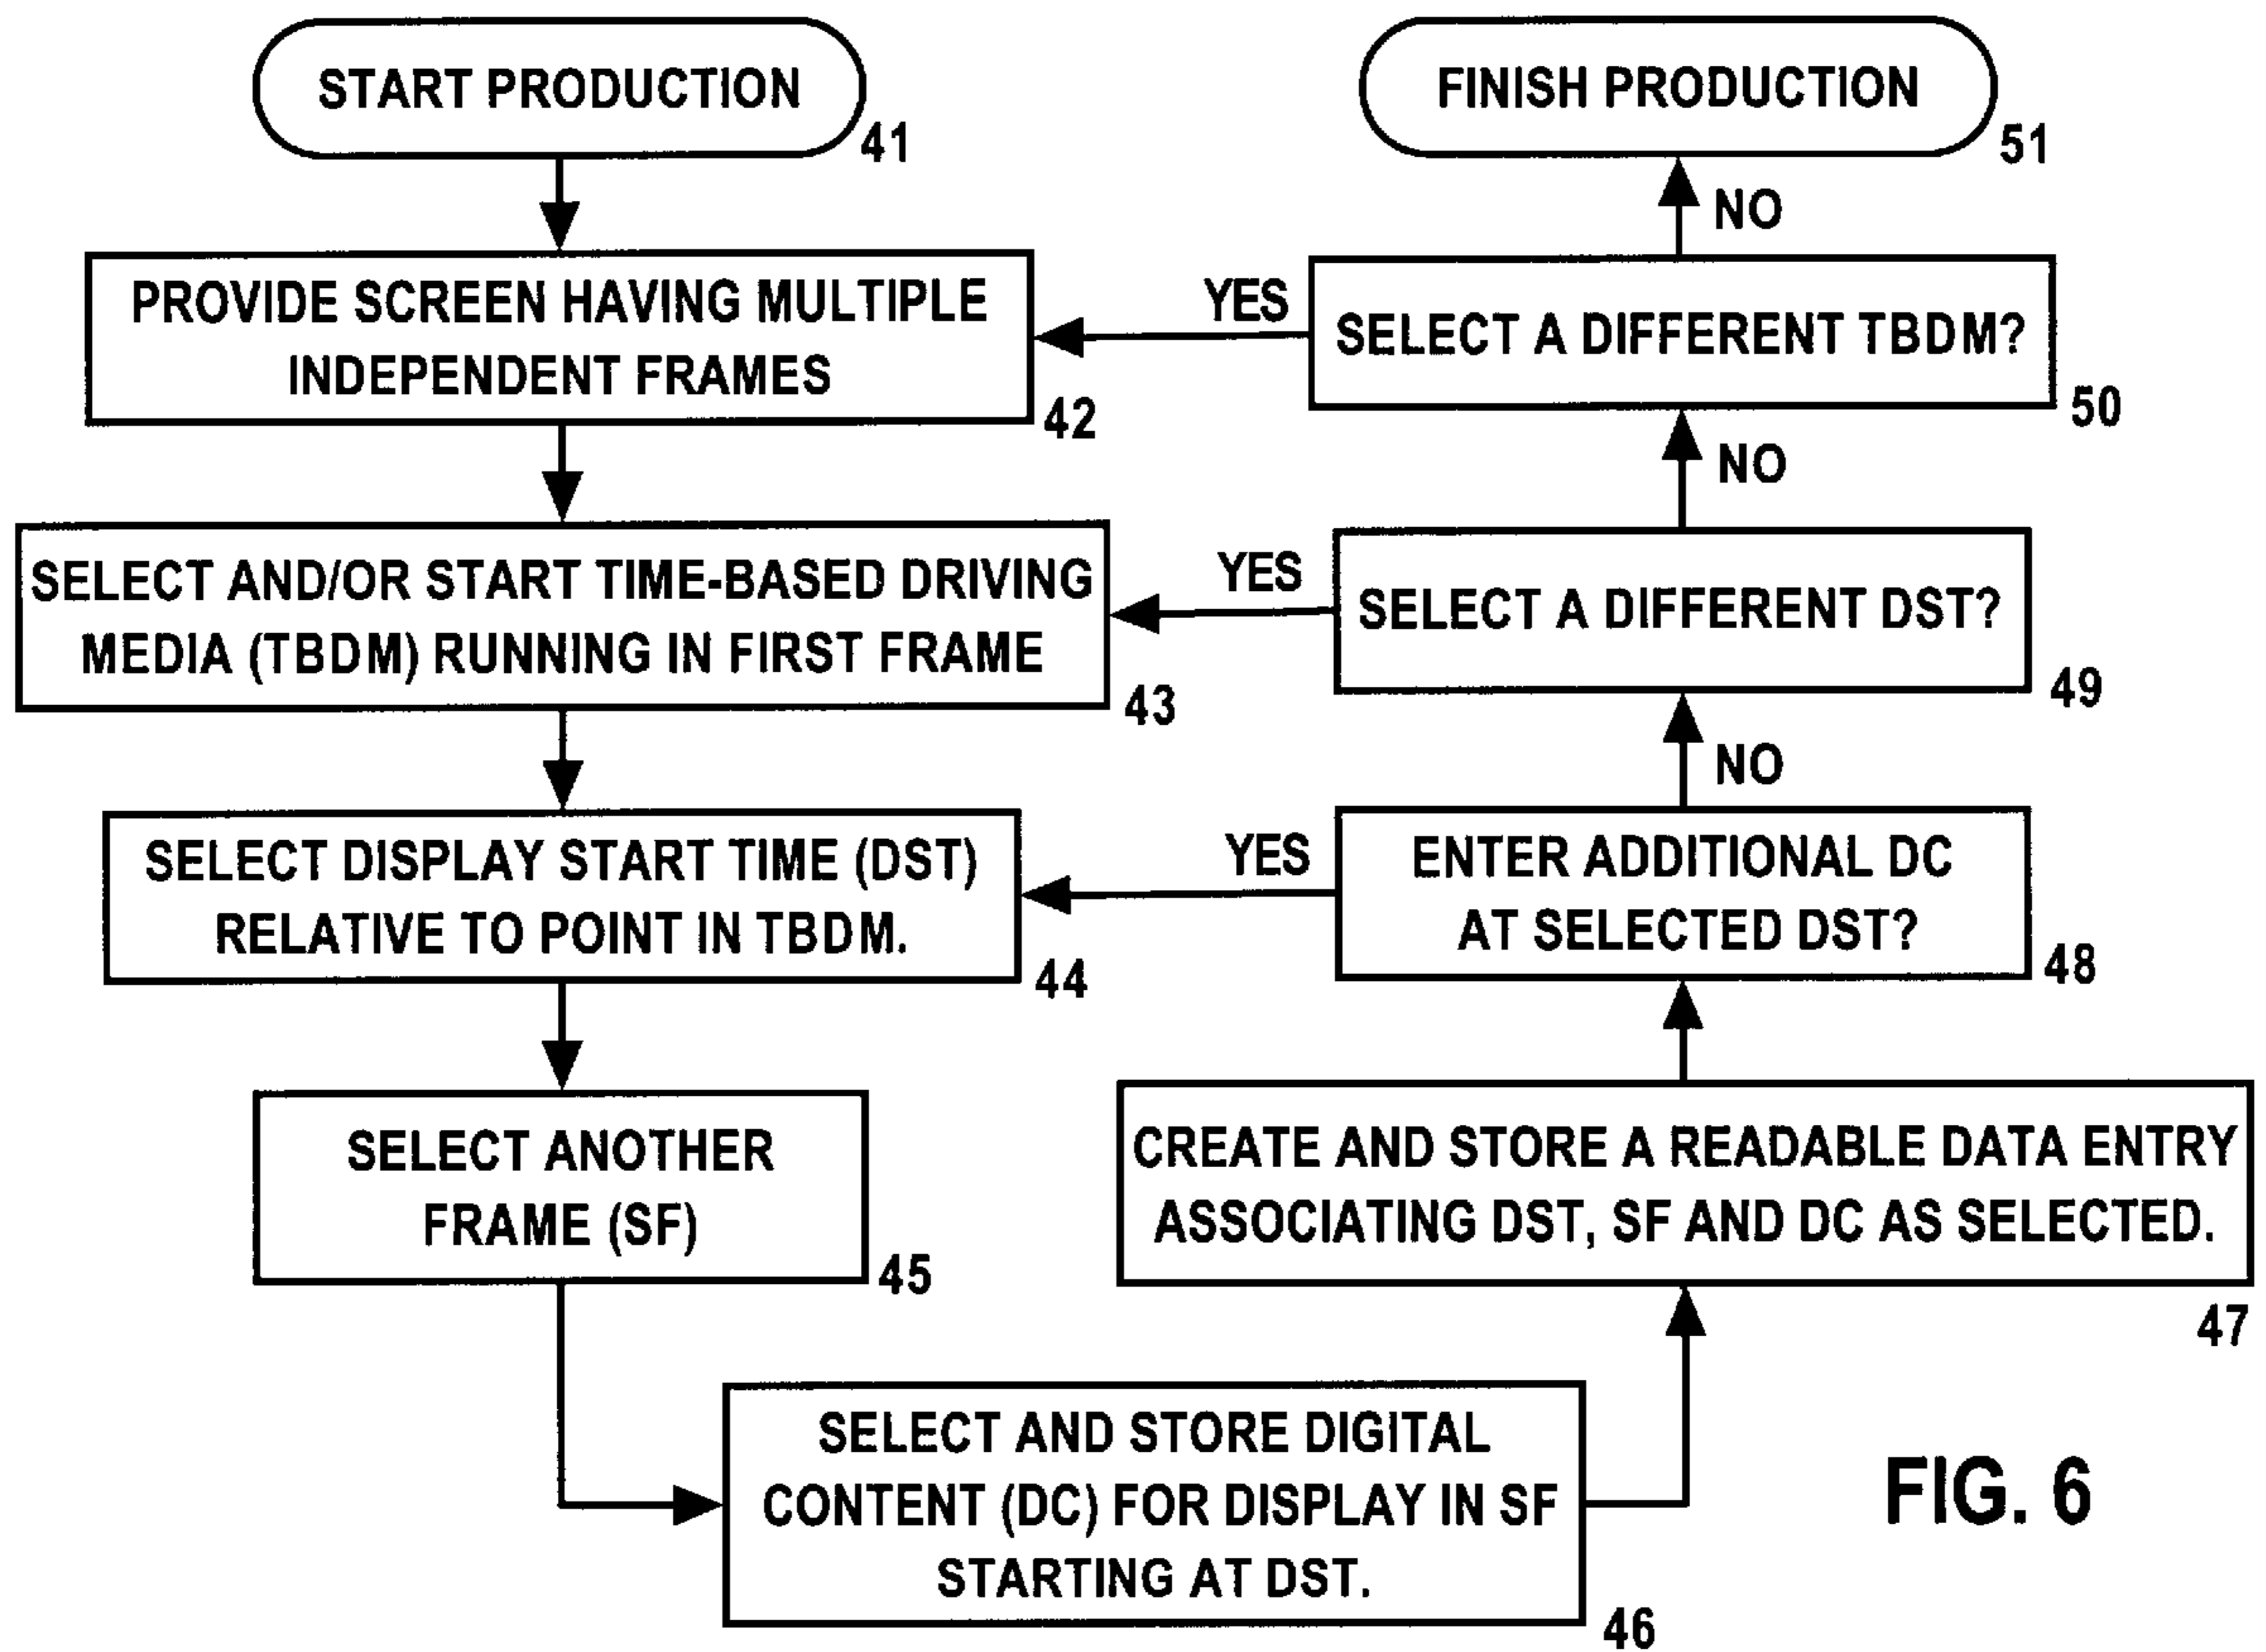 START PRODUCTION
41
PROVIDE SCREEN HAVING MULTIPLE
INDEPENDENT FRAMES
42
SELECT AND/OR START TIME-BASED DRIVING
MEDIA (TBDM) RUNNING IN FIRST FRAME
43
SELECT DISPLAY START TIME (DST)
RELATIVE TO POINT IN TBDM.
44
SELECT ANOTHER
FRAME (SF)
45
SELECT AND STORE DIGITAL
CONTENT (DC) FOR DISPLAY IN SF
STARTING AT DST.
46
CREATE AND STORE A READABLE DATA ENTRY
ASSOCIATING DST, SF AND DC AS SELECTED.
47
ENTER ADDITIONAL DC
AT SELECTED DST?
48
YES
NO
SELECT A DIFFERENT DST?
49
YES
NO
SELECT A DIFFERENT TBDM?
50
YES
NO
FINISH PRODUCTION
51
FIG. 6